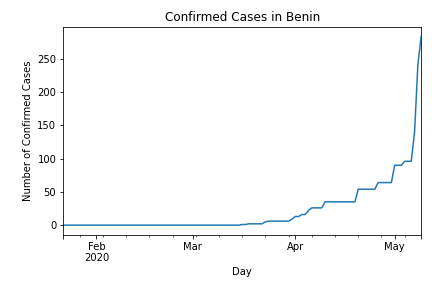 Confirmed Cases in Benin
Number of Confirmed Cases
250
200
150
100
50
0
Feb
2020
Mar
Apr
May
Day